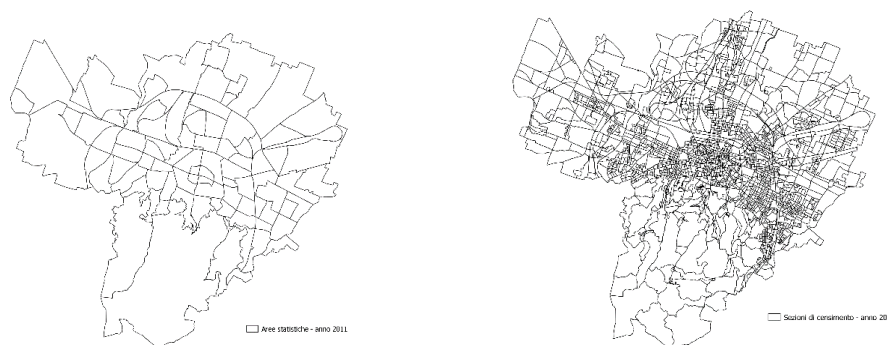 Aree statistiche - anno 2011
Sezioni di censimento - anno 20